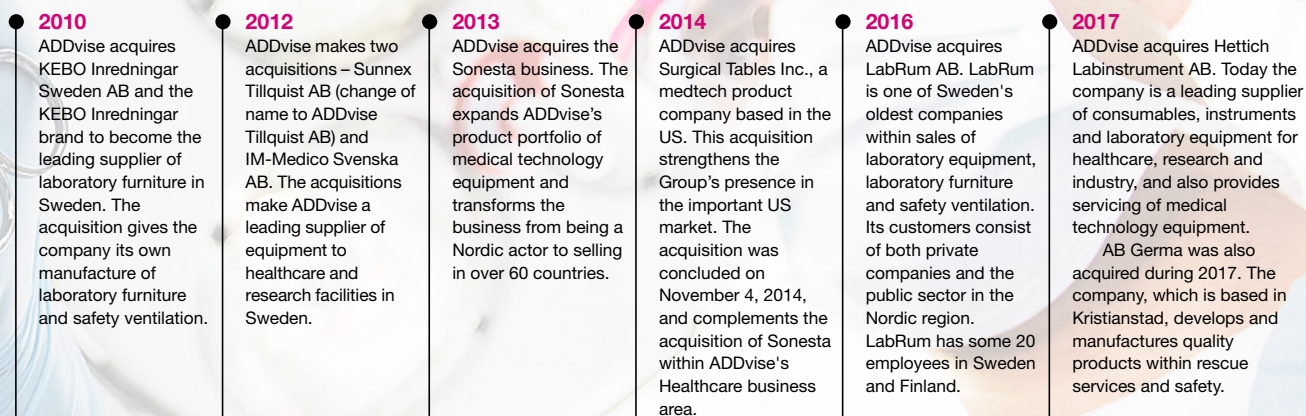 2010
ADDvise acquires
KEBO Inredningar
Sweden AB and the
KEBO Inredningar
brand to become the
leading supplier of
laboratory furniture in
Sweden. The
acquisition gives the
company its own
manufacture of
laboratory furniture
and safety ventilation.
2012
ADDvise makes two
acquisitions – Sunnex
Tillquist AB (change of
name to ADDvise
Tillquist AB) and
IM-Medico Svenska
AB. The acquisitions
make ADDvise a
leading supplier of
equipment to
healthcare and
research facilities in
Sweden.
2013
ADDvise acquires the
Sonesta business. The
acquisition of Sonesta
expands ADDvise’s
product portfolio of
medical technology
equipment and
transforms the
business from being a
Nordic actor to selling
in over 60 countries.
2014
ADDvise acquires
Surgical Tables Inc., a
medtech product
company based in the
US. This acquisition
strengthens the
Group’s presence in
the important US
market. The
acquisition was
concluded on
November 4, 2014,
and complements the
acquisition of Sonesta
within ADDvise's
Healthcare business
area.
2016
ADDvise acquires
LabRum AB. LabRum
is one of Sweden's
oldest companies
within sales of
laboratory equipment,
laboratory furniture
and safety ventilation.
Its customers consist
of both private
companies and the
public sector in the
Nordic region.
LabRum has some 20
employees in Sweden
and Finland.
2017
ADDvise acquires Hettich
Labinstrument AB. Today the
company is a leading supplier
of consumables, instruments
and laboratory equipment for
healthcare, research and
industry, and also provides
servicing of medical
technology equipment.
AB Germa was also
acquired during 2017. The
company, which is based in
Kristianstad, develops and
manufactures quality
products within rescue
services and safety.